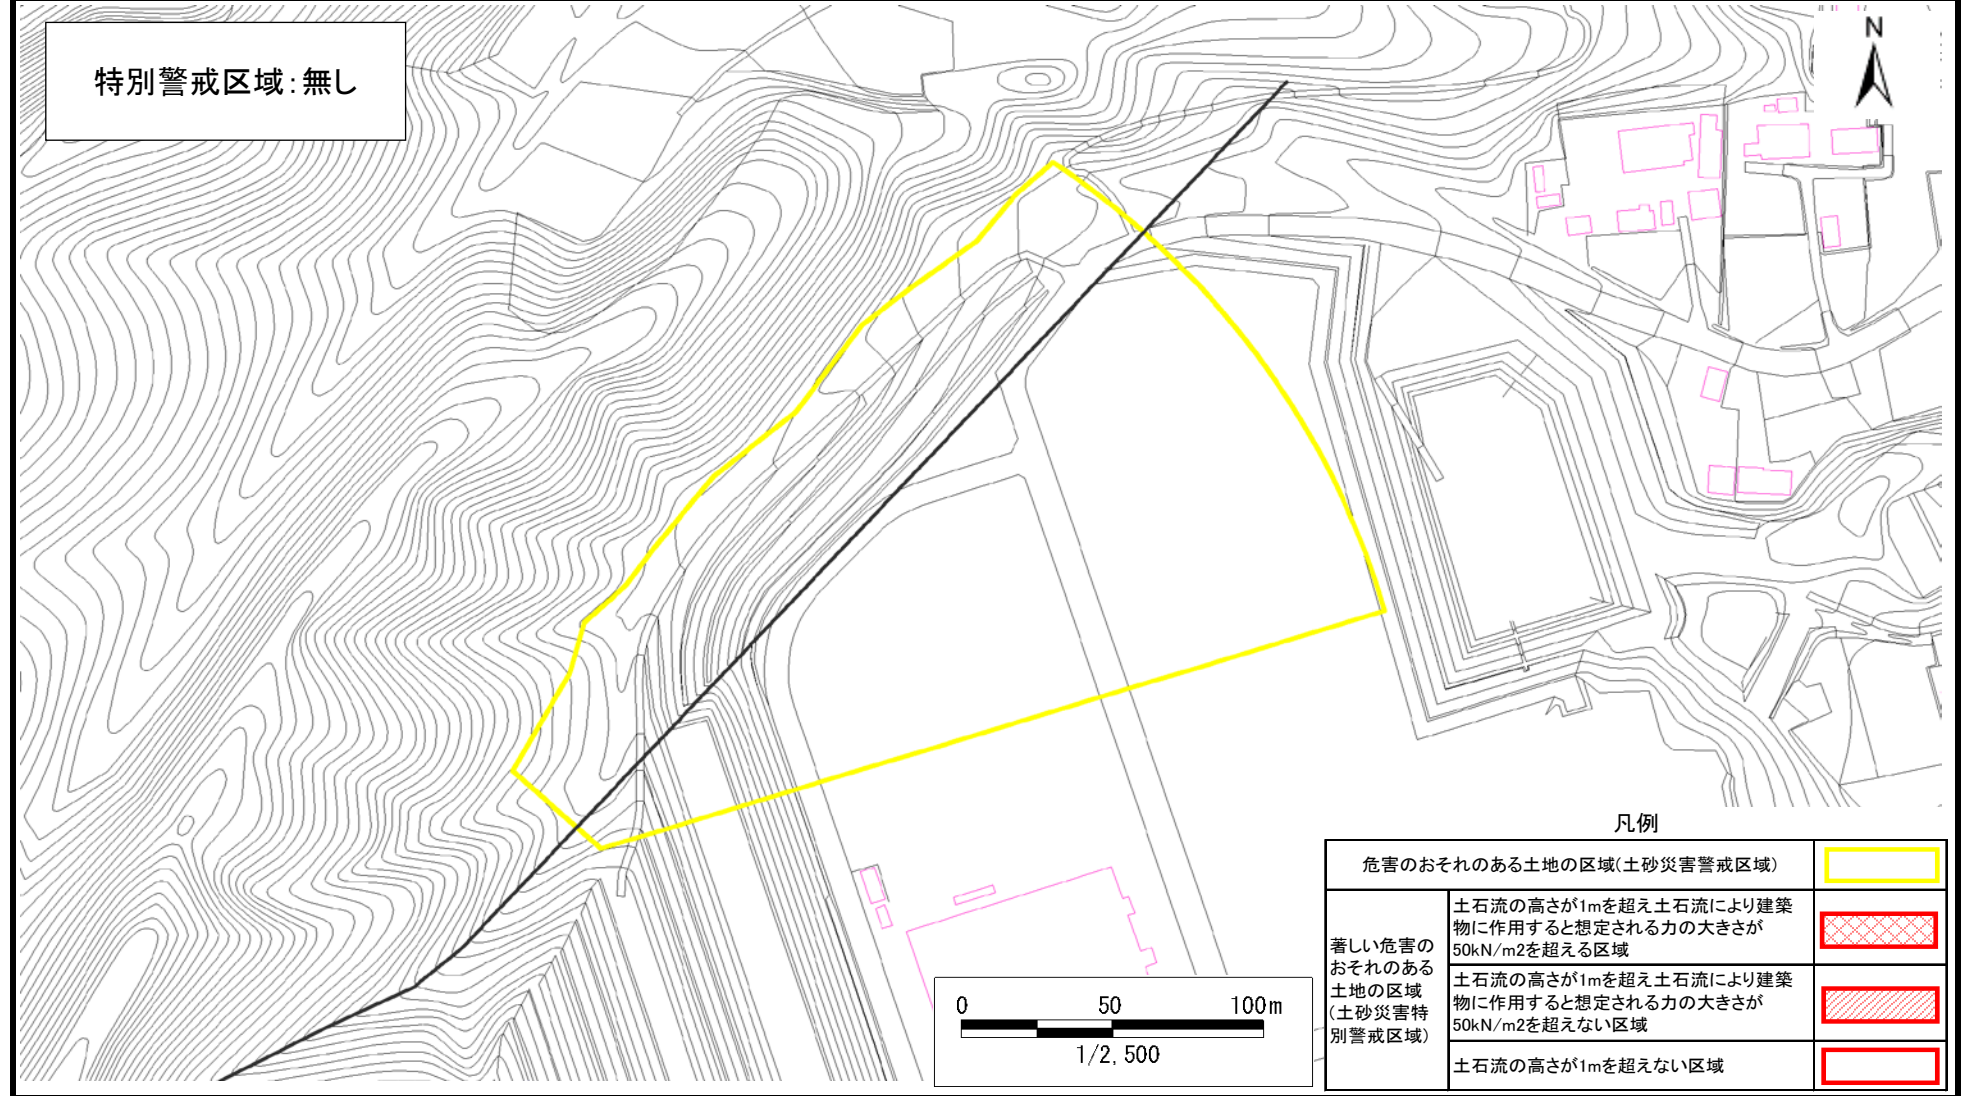 特別警戒区域：無し
N
凡例
危害のおそれのある土地の区域(土砂災害警戒区域)
著しい危害の
おそれのある
土地の区域
(土砂災害特
別警戒区域)
土石流の高さが1mを超え土石流により建築
物に作用すると想定される力の大きさが
50kN/m2を超える区域
土石流の高さが1mを超え土石流により建築
物に作用すると想定される力の大きさが
50kN/m2を超えない区域
土石流の高さが1mを超えない区域
0 50 100m
1/2,500